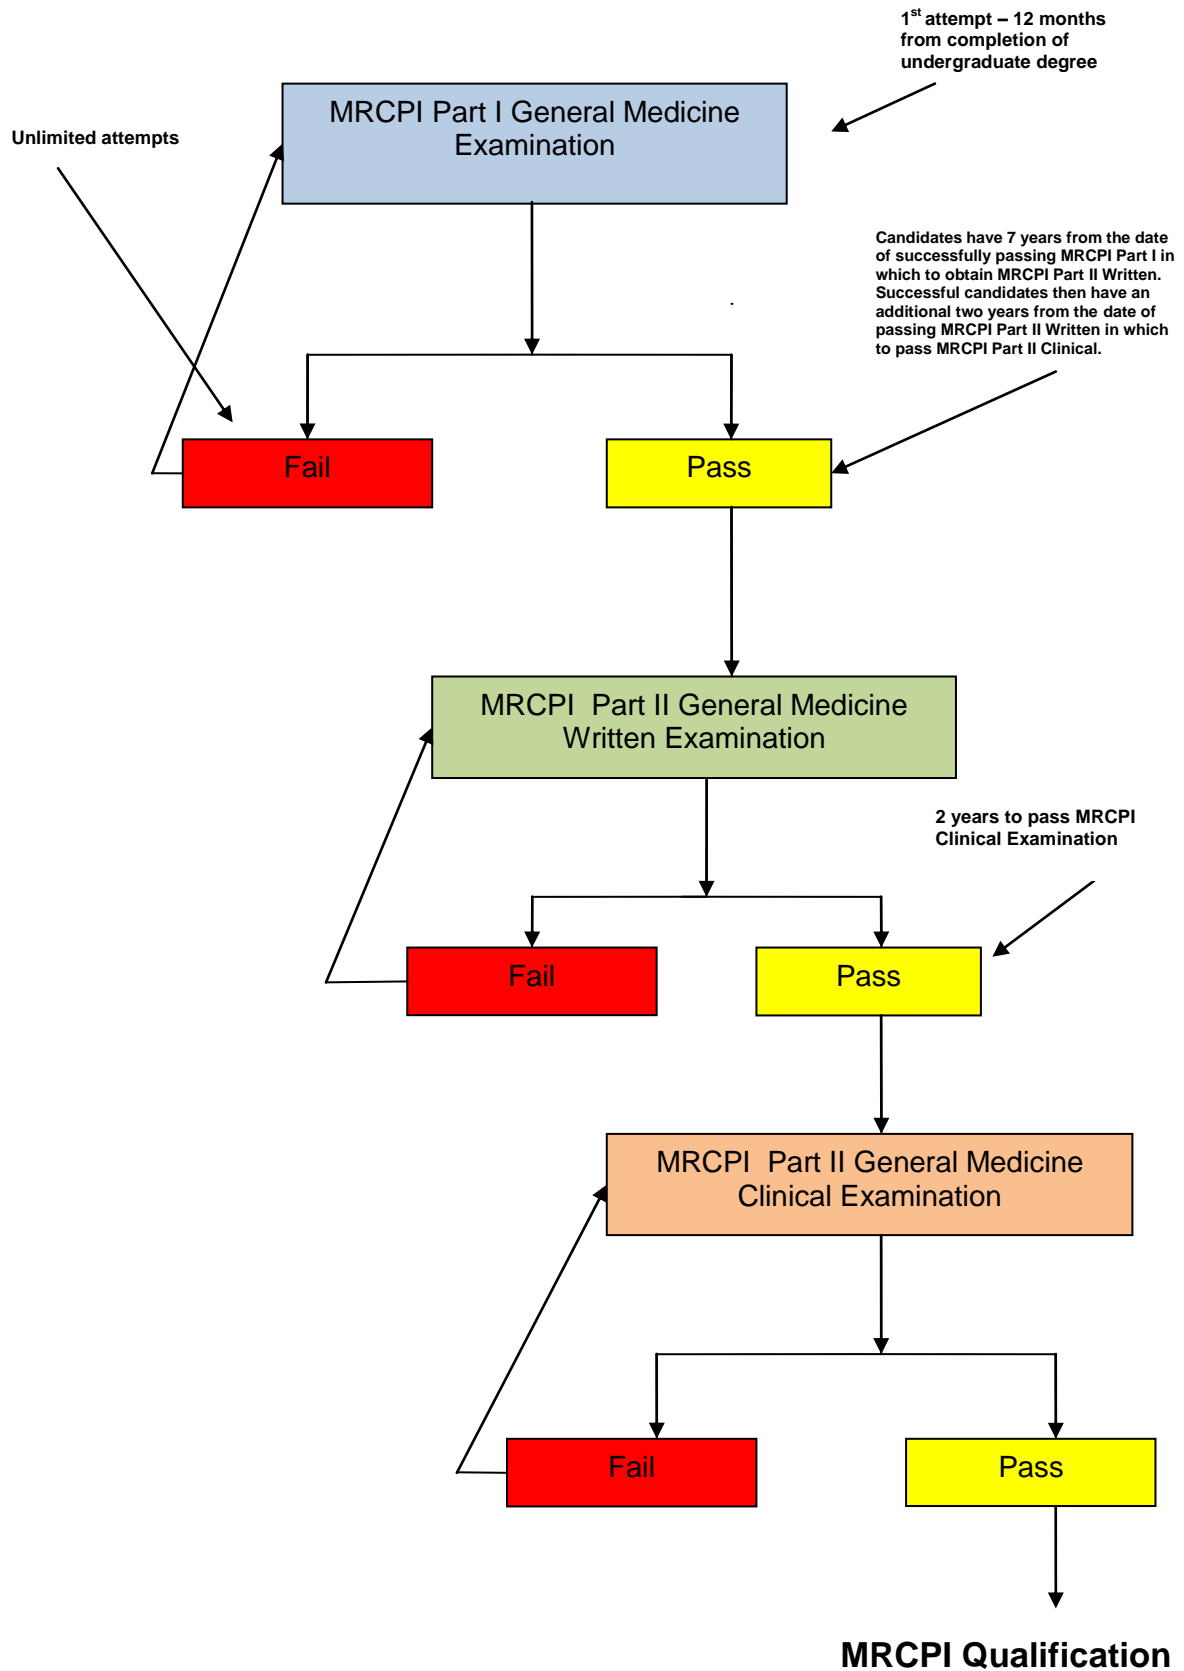 1st attempt – 12 months
from completion of
undergraduate degree
MRCPI Part I General Medicine
Examination
Unlimited attempts
Candidates have 7 years from the date
of successfully passing MRCPI Part I in
which to obtain MRCPI Part II Written.
Successful candidates then have an
additional two years from the date of
passing MRCPI Part II Written in which
to pass MRCPI Part II Clinical.
.
Fail
Pass
MRCPI  Part II General Medicine
Written Examination
2 years to pass MRCPI
Clinical Examination
Fail
Pass
MRCPI  Part II General Medicine
Clinical Examination
Fail
Pass
MRCPI Qualification